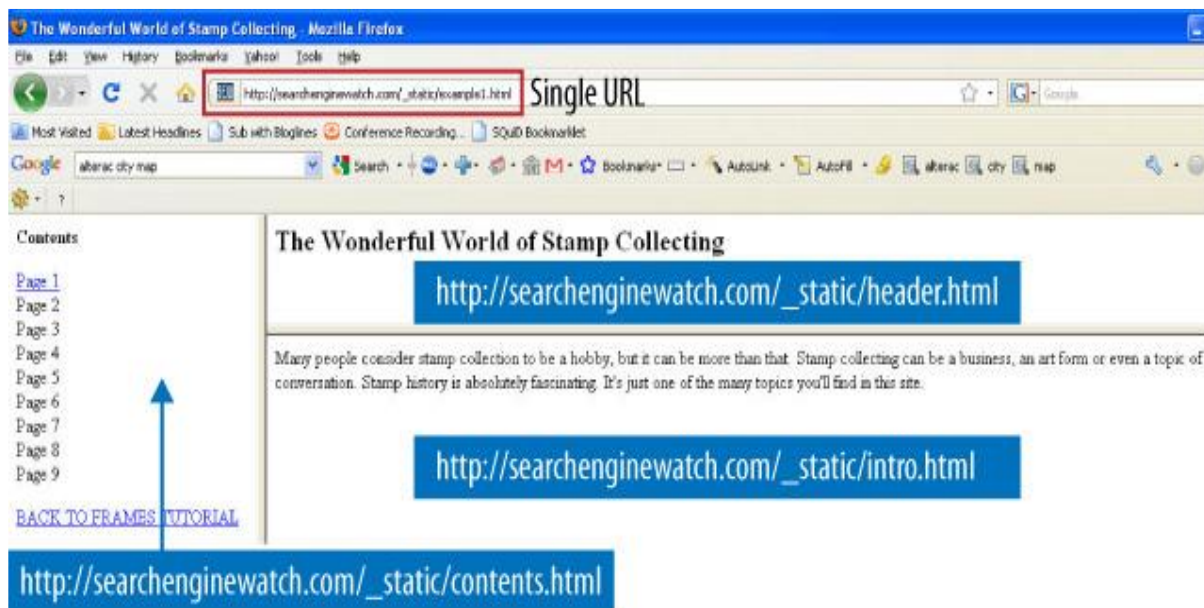 The Wonderful World of Stamp Collecting - Mozilla Firefox
File Edit View History Bookmarks Yahoo! Tools Help
http://searchenginewatch.com/_static/example1.html Single URL Google
Most Visited Latest Headlines Sub with Bloglines Conference Recording... SQuiD Bookmarklet
Google alterac city map Search Bookmarks AutoLink AutoFill alterac city map
?
Contents
Page 1
Page 2
Page 3
Page 4
Page 5
Page 6
Page 7
Page 8
Page 9
BACK TO FRAMES TUTORIAL
http://searchenginewatch.com/_static/contents.html
The Wonderful World of Stamp Collecting
http://searchenginewatch.com/_static/header.html
Many people consider stamp collection to be a hobby, but it can be more than that. Stamp collecting can be a business, an art form or even a topic of
conversation. Stamp history is absolutely fascinating. It's just one of the many topics you'll find in this site.
http://searchenginewatch.com/_static/intro.html